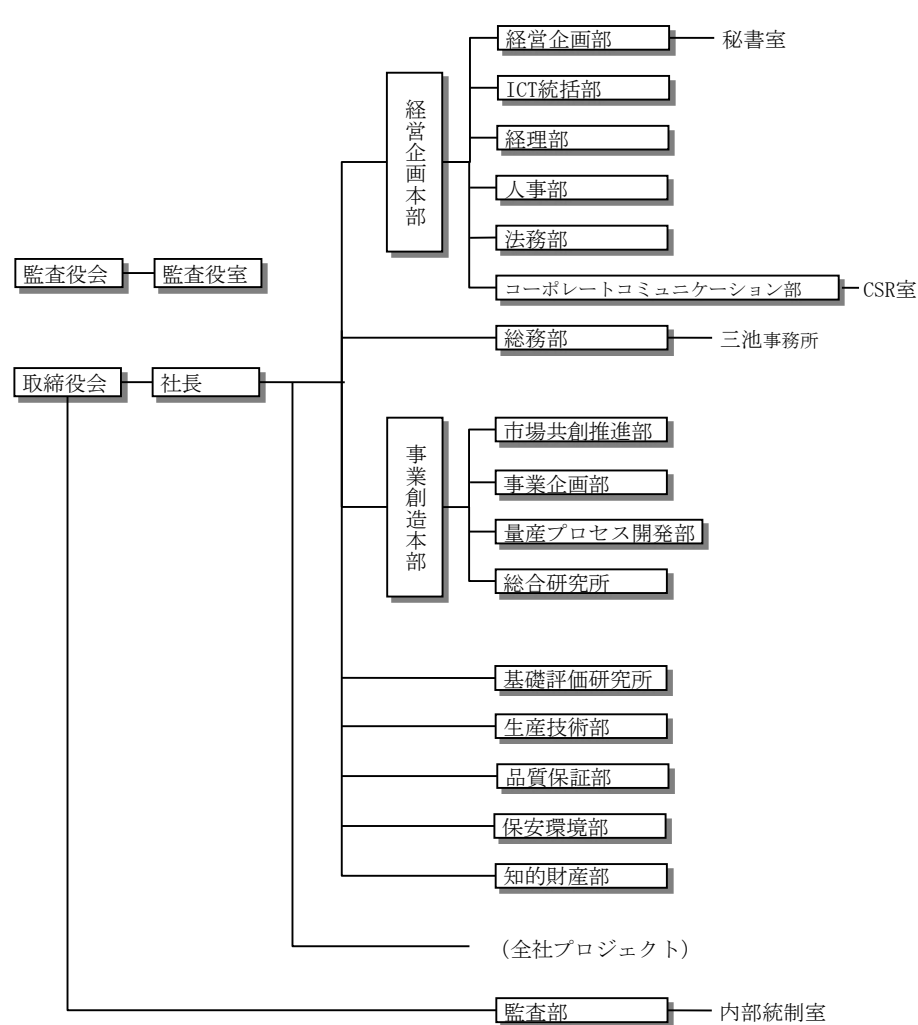 経営企画部
秘書室
ICT統括部
経理部
人事部
法務部
コーポレートコミュニケーション部
CSR室
経営企画本部
監査役会
監査役室
総務部
三池事務所
取締役会
社長
事業創造本部
市場共創推進部
事業企画部
量産プロセス開発部
総合研究所
基礎評価研究所
生産技術部
品質保証部
保安環境部
知的財産部
（全社プロジェクト）
監査部
内部統制室